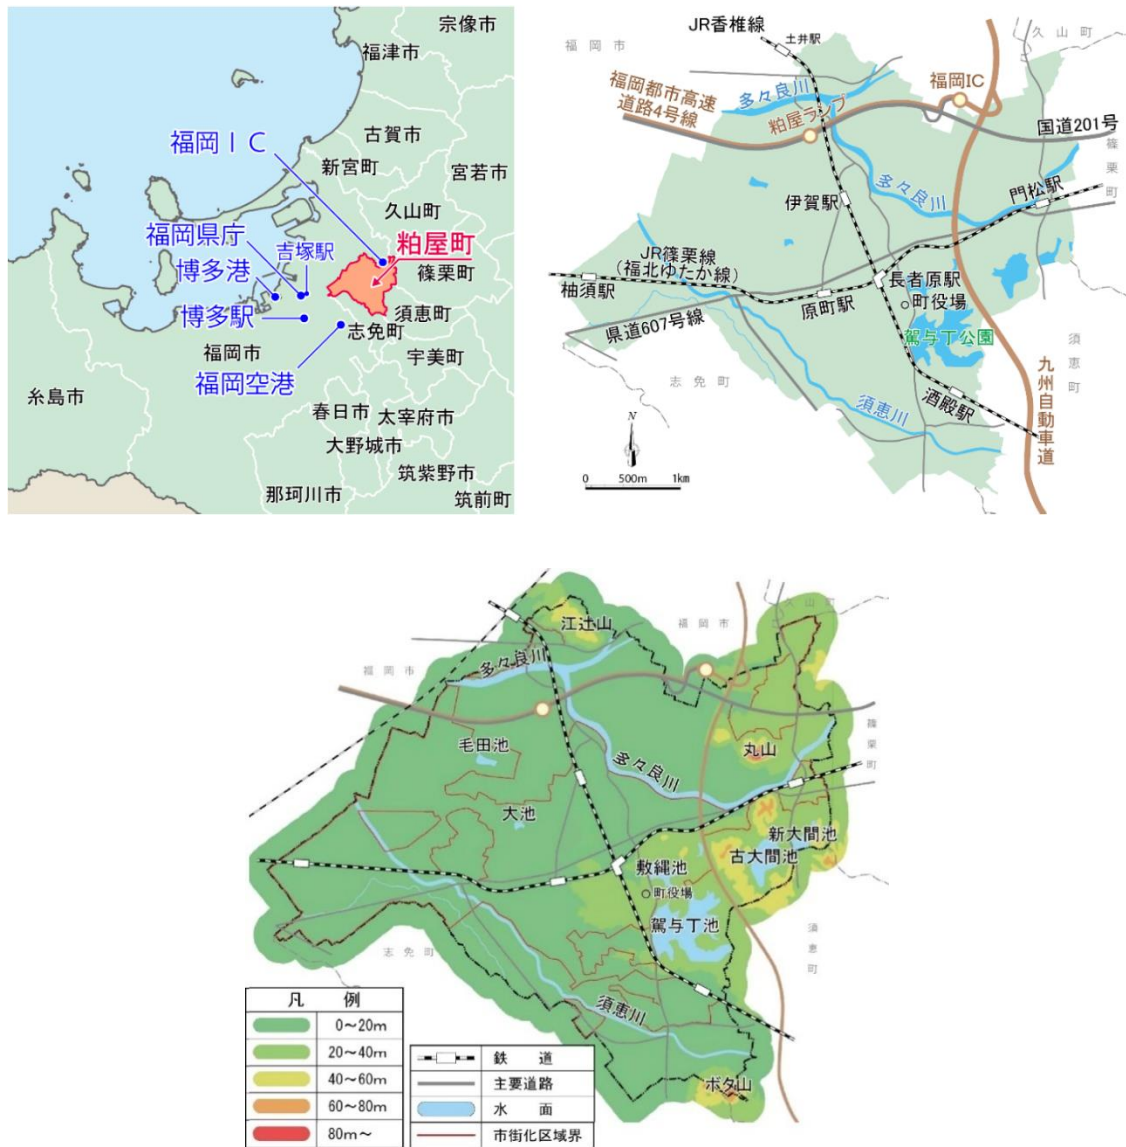 宗像市
福津市
古賀市
福岡ＩＣ
新宮町
宮若市
久山町
福岡県庁
吉塚駅
粕屋町
博多港
篠栗町
博多駅
須恵町
志免町
福岡市
宇美町
福岡空港
糸島市
春日市
太宰府市
大野城市
筑紫野市
那珂川市
筑前町
JR香椎線
土井駅
福岡市
久山町
福岡IC
多々良川
福岡都市高速
道路4号線
粕屋ランプ
国道201号
篠栗町
多々良川
門松駅
伊賀駅
JR篠栗線
（福北ゆたか線）
長者原駅
柚須駅
町役場
原町駅
県道607号線
駕与丁公園
須恵町
志免町
九州自動車道
酒殿駅
須恵川
N
0 500m 1km
江辻山
福岡市
久山町
多々良川
福岡市
篠栗町
毛田池
丸山
多々良川
大池
新大間池
古大間池
敷縄池
町役場
駕与丁池
須恵町
志免町
須恵川
ボタ山
凡 例
0～20m
20～40m
40～60m
60～80m
80m～
鉄 道
主要道路
水 面
市街化区域界